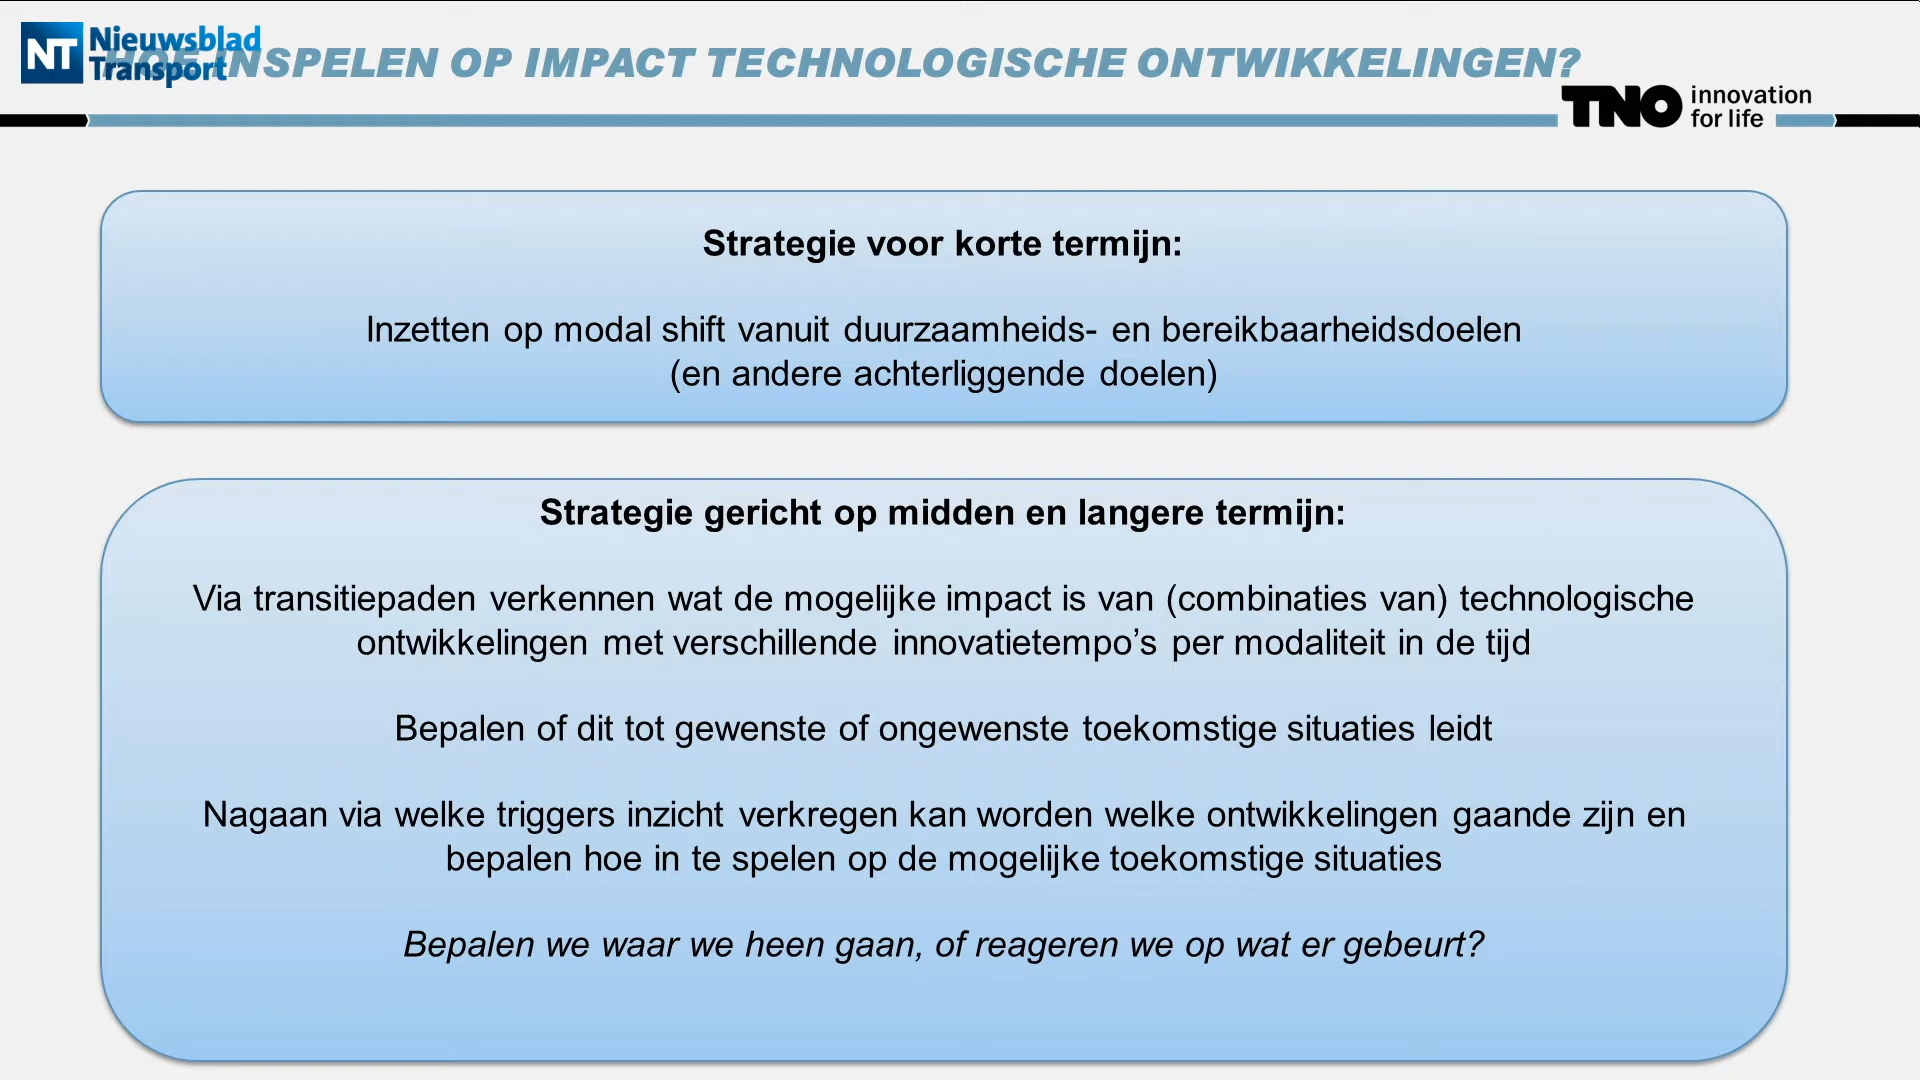 NT Nieuwsblad
Transport
HOE INSPELEN OP IMPACT TECHNOLOGISCHE ONTWIKKELINGEN?
TNO innovation
for life
Strategie voor korte termijn:
Inzetten op modal shift vanuit duurzaamheids- en bereikbaarheidsdoelen
(en andere achterliggende doelen)
Strategie gericht op midden en langere termijn:
Via transitiepaden verkennen wat de mogelijke impact is van (combinaties van) technologische
ontwikkelingen met verschillende innovatietempo’s per modaliteit in de tijd
Bepalen of dit tot gewenste of ongewenste toekomstige situaties leidt
Nagaan via welke triggers inzicht verkregen kan worden welke ontwikkelingen gaande zijn en
bepalen hoe in te spelen op de mogelijke toekomstige situaties
Bepalen we waar we heen gaan, of reageren we op wat er gebeurt?